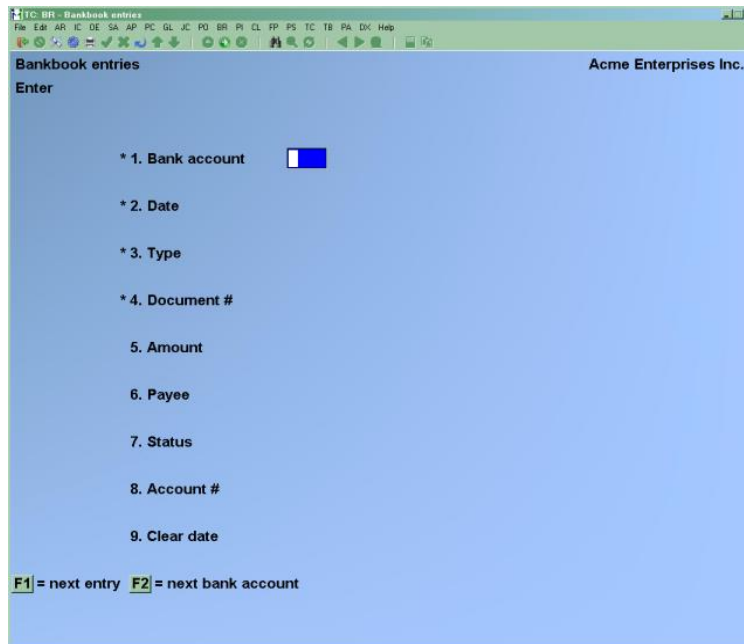 TC: BR - Bankbook entries
File Edit AR IC OE SA AP PC GL JC PO BR PI CL FP PS TC TB PA DX Help
Bankbook entries Acme Enterprises Inc.
Enter
* 1. Bank account
* 2. Date
* 3. Type
* 4. Document #
5. Amount
6. Payee
7. Status
8. Account #
9. Clear date
F1 = next entry F2 = next bank account